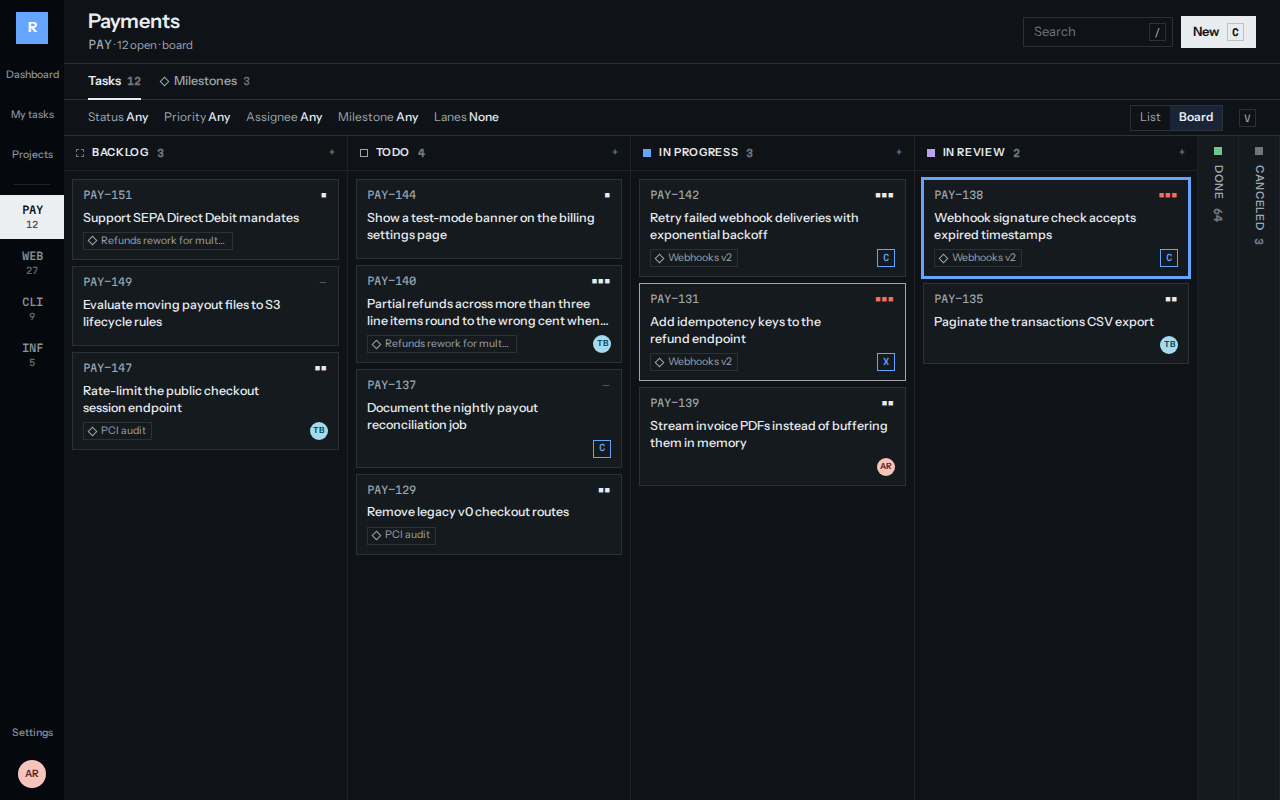 R
Dashboard
My tasks
Projects
PAY
12
WEB
27
CLI
9
INF
5
Settings
AR
Payments
PAY·12 open·board
Search /
New C
Tasks 12
Milestones 3
Status Any
Priority Any
Assignee Any
Milestone Any
Lanes None
List
Board
V
BACKLOG 3 +
PAY-151
Support SEPA Direct Debit mandates
Refunds rework for mult…
PAY-149 —
Evaluate moving payout files to S3
lifecycle rules
PAY-147
Rate-limit the public checkout
session endpoint
PCI audit
TB
TODO 4 +
PAY-144
Show a test-mode banner on the billing
settings page
PAY-140
Partial refunds across more than three
line items round to the wrong cent when…
Refunds rework for mult…
TB
PAY-137 —
Document the nightly payout
reconciliation job
C
PAY-129
Remove legacy v0 checkout routes
PCI audit
IN PROGRESS 3 +
PAY-142
Retry failed webhook deliveries with
exponential backoff
Webhooks v2
C
PAY-131
Add idempotency keys to the
refund endpoint
Webhooks v2
X
PAY-139
Stream invoice PDFs instead of buffering
them in memory
AR
IN REVIEW 2 +
PAY-138
Webhook signature check accepts
expired timestamps
Webhooks v2
C
PAY-135
Paginate the transactions CSV export
TB
DONE 64
CANCELED 3